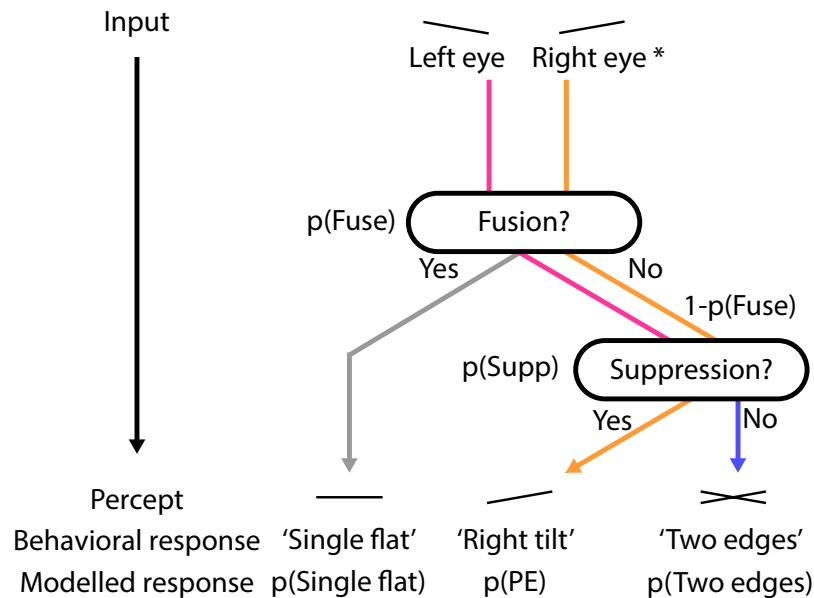 Input
Left eye
Right eye *
p(Fuse)
Fusion?
Yes
No
1-p(Fuse)
p(Supp)
Suppression?
Yes
No
Percept
Behavioral response
‘Single flat’
‘Right tilt’
‘Two edges’
Modelled response
p(Single flat)
p(PE)
p(Two edges)